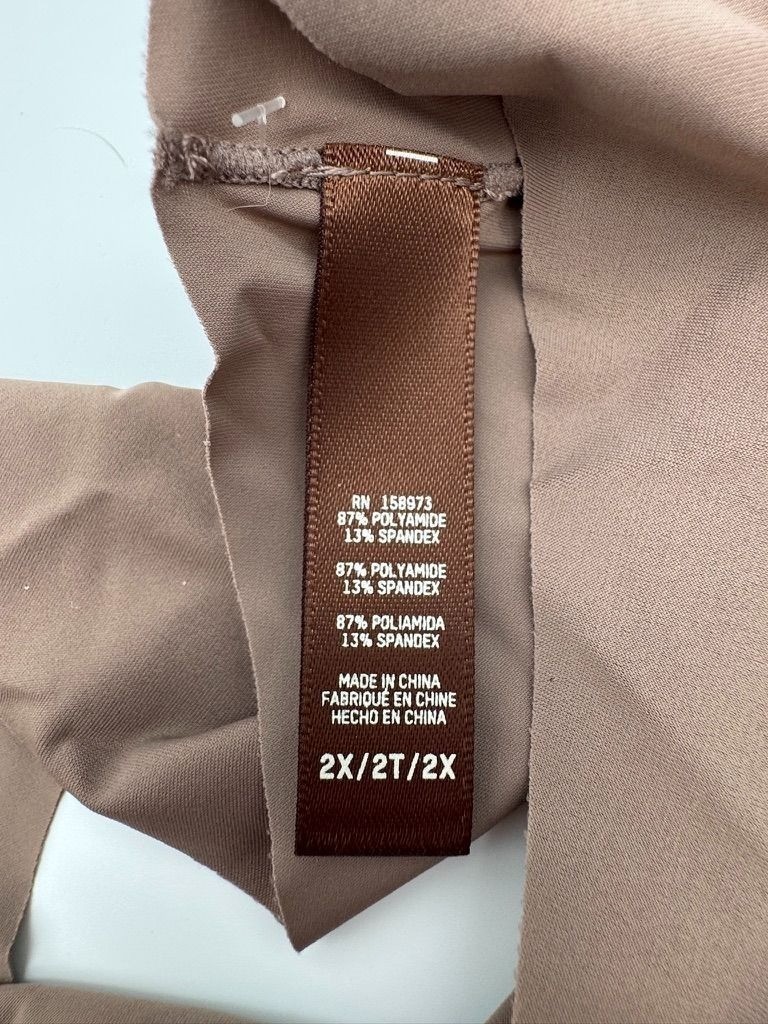 RN 158973
87% POLYAMIDE
13% SPANDEX
87% POLYAMIDE
13% SPANDEX
87% POLIAMIDA
13% SPANDEX
MADE IN CHINA
FABRIQUÉ EN CHINE
HECHO EN CHINA
2X/2T/2X